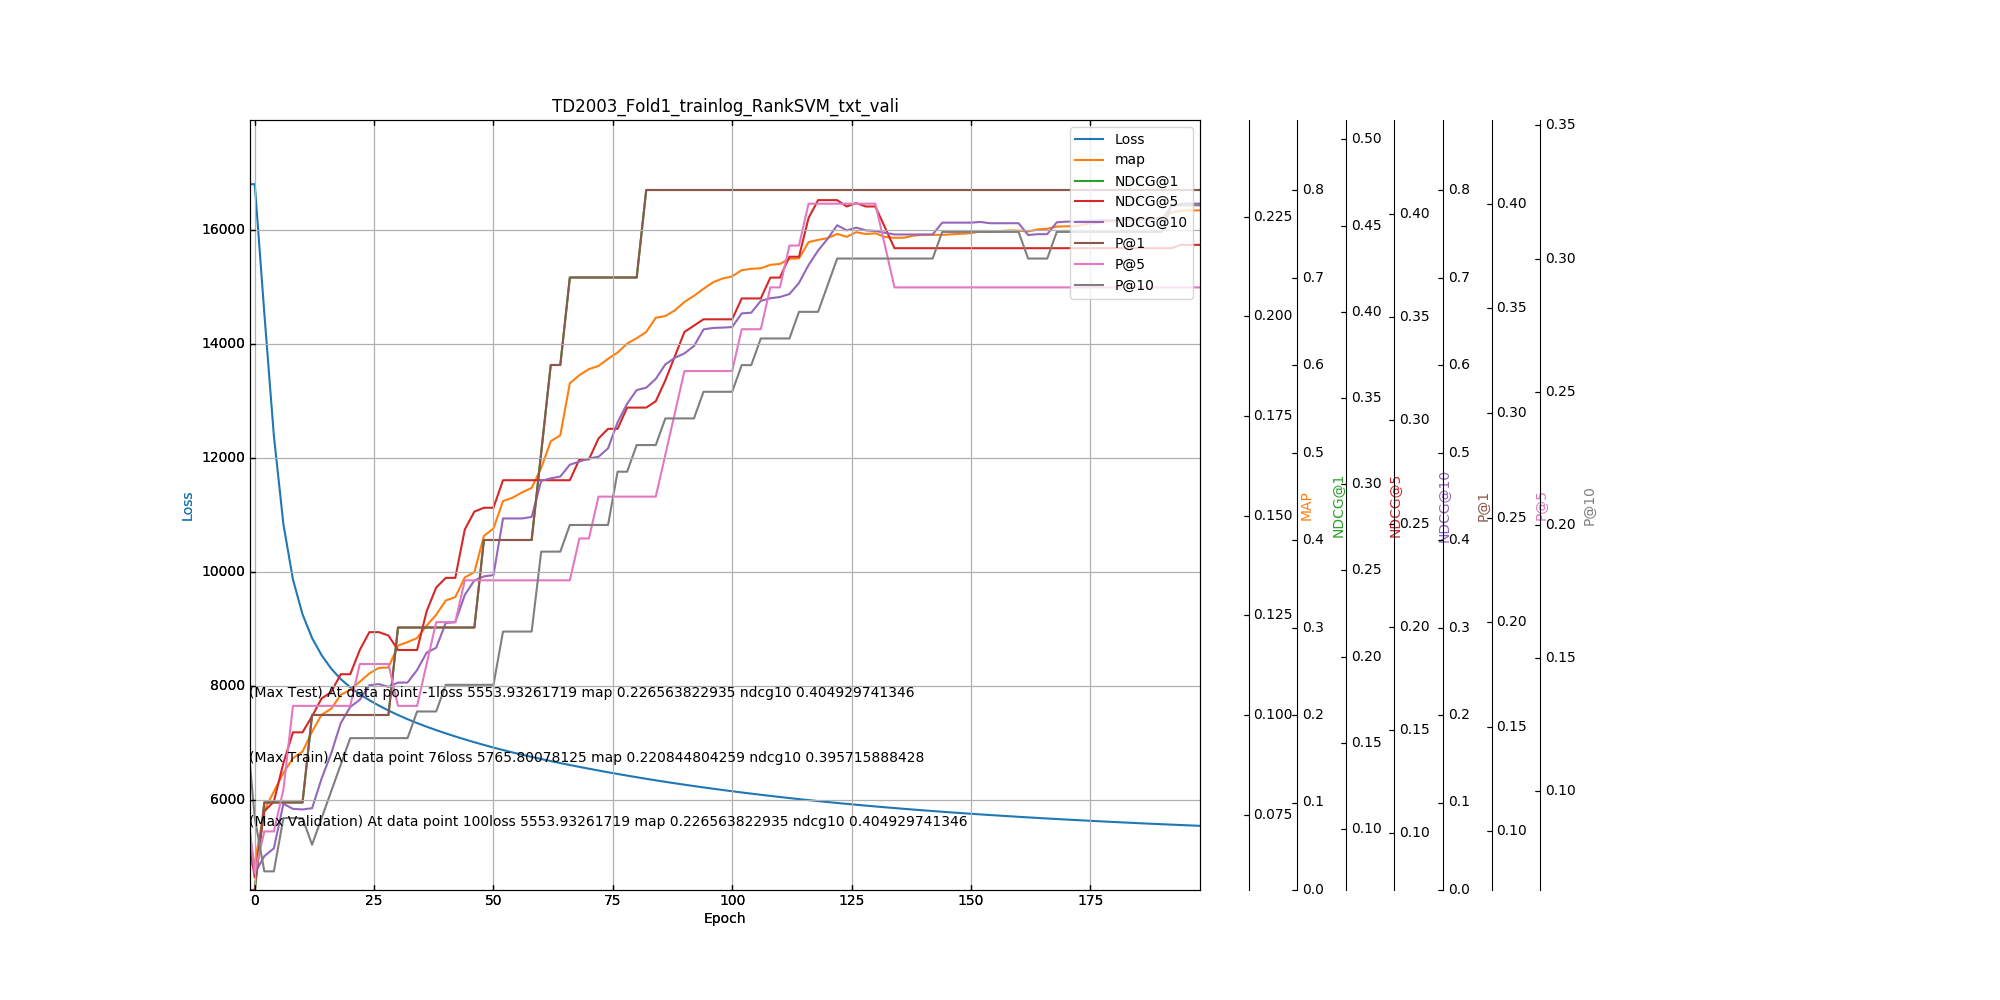 TD2003_Fold1_trainlog_RankSVM_txt_vali
Loss
map
NDCG@1
NDCG@5
NDCG@10
P@1
P@5
P@10
16000
14000
12000
10000
8000
6000
Loss
(Max Test) At data point -1loss 5553.93261719 map 0.226563822935 ndcg10 0.404929741346
(Max Train) At data point 76loss 5765.80078125 map 0.220844804259 ndcg10 0.395715888428
(Max Validation) At data point 100loss 5553.93261719 map 0.226563822935 ndcg10 0.404929741346
0 25 50 75 100 125 150 175
Epoch
0.225
0.200
0.175
0.150
0.125
0.100
0.075
MAP
0.8
0.7
0.6
0.5
0.4
0.3
0.2
0.1
0.0
NDCG@1
0.50
0.45
0.40
0.35
0.30
0.25
0.20
0.15
0.10
NDCG@5
0.40
0.35
0.30
0.25
0.20
0.15
0.10
NDCG@10
0.8
0.7
0.6
0.5
0.4
0.3
0.2
0.1
0.0
P@1
0.40
0.35
0.30
0.25
0.20
0.15
0.10
P@5
0.35
0.30
0.25
0.20
0.15
0.10
P@10